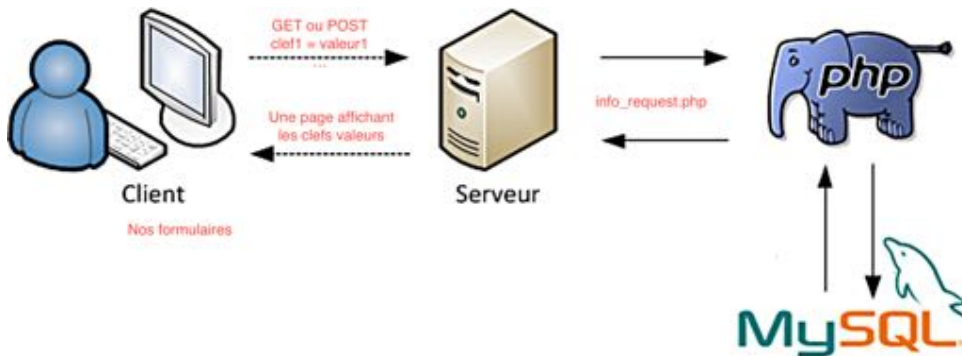 GET ou POST
clef1 = valeur1
...
Une page affichant
les clefs valeurs
Client
Nos formulaires
Serveur
info_request.php
php
MySQL